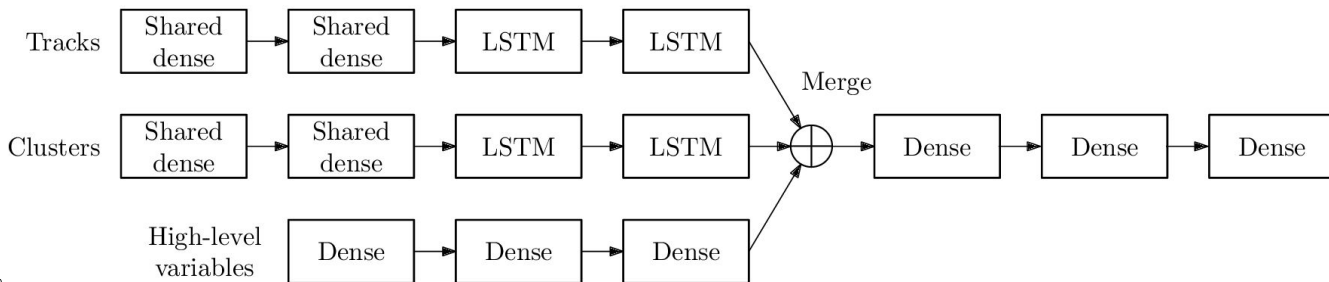 Tracks
Shared
dense
Shared
dense
LSTM
LSTM
Merge
Clusters
Shared
dense
Shared
dense
LSTM
LSTM
Dense
Dense
Dense
High-level
variables
Dense
Dense
Dense